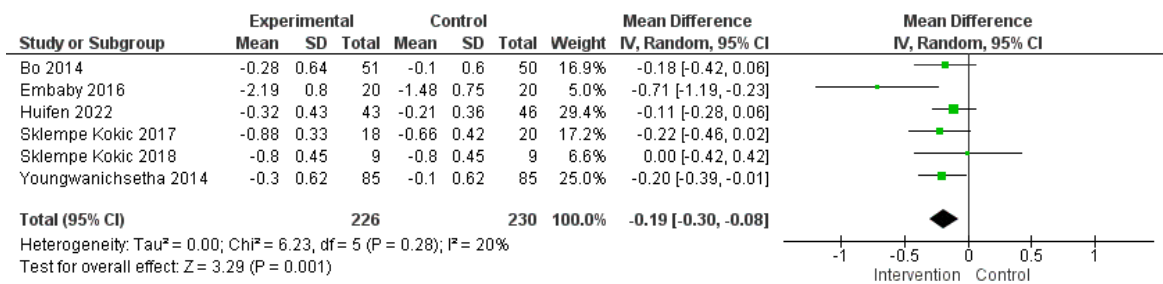 Experimental Control Mean Difference Mean Difference
Study or Subgroup Mean SD Total Mean SD Total Weight IV, Random, 95% CI IV, Random, 95% CI
Bo 2014 -0.28 0.64 51 -0.1 0.6 50 16.9% -0.18 [-0.42, 0.06]
Embaby 2016 -2.19 0.8 20 -1.48 0.75 20 5.0% -0.71 [-1.19, -0.23]
Huifen 2022 -0.32 0.43 43 -0.21 0.36 46 29.4% -0.11 [-0.28, 0.06]
Sklempe Kokic 2017 -0.88 0.33 18 -0.66 0.42 20 17.2% -0.22 [-0.46, 0.02]
Sklempe Kokic 2018 -0.8 0.45 9 -0.8 0.45 9 6.6% 0.00 [-0.42, 0.42]
Youngwanichsetha 2014 -0.3 0.62 85 -0.1 0.62 85 25.0% -0.20 [-0.39, -0.01]
Total (95% CI) 226 230 100.0% -0.19 [-0.30, -0.08]
Heterogeneity: Tau² = 0.00; Chi² = 6.23, df = 5 (P = 0.28); I² = 20%
Test for overall effect: Z = 3.29 (P = 0.001)
-1 -0.5 0 0.5 1
Intervention Control